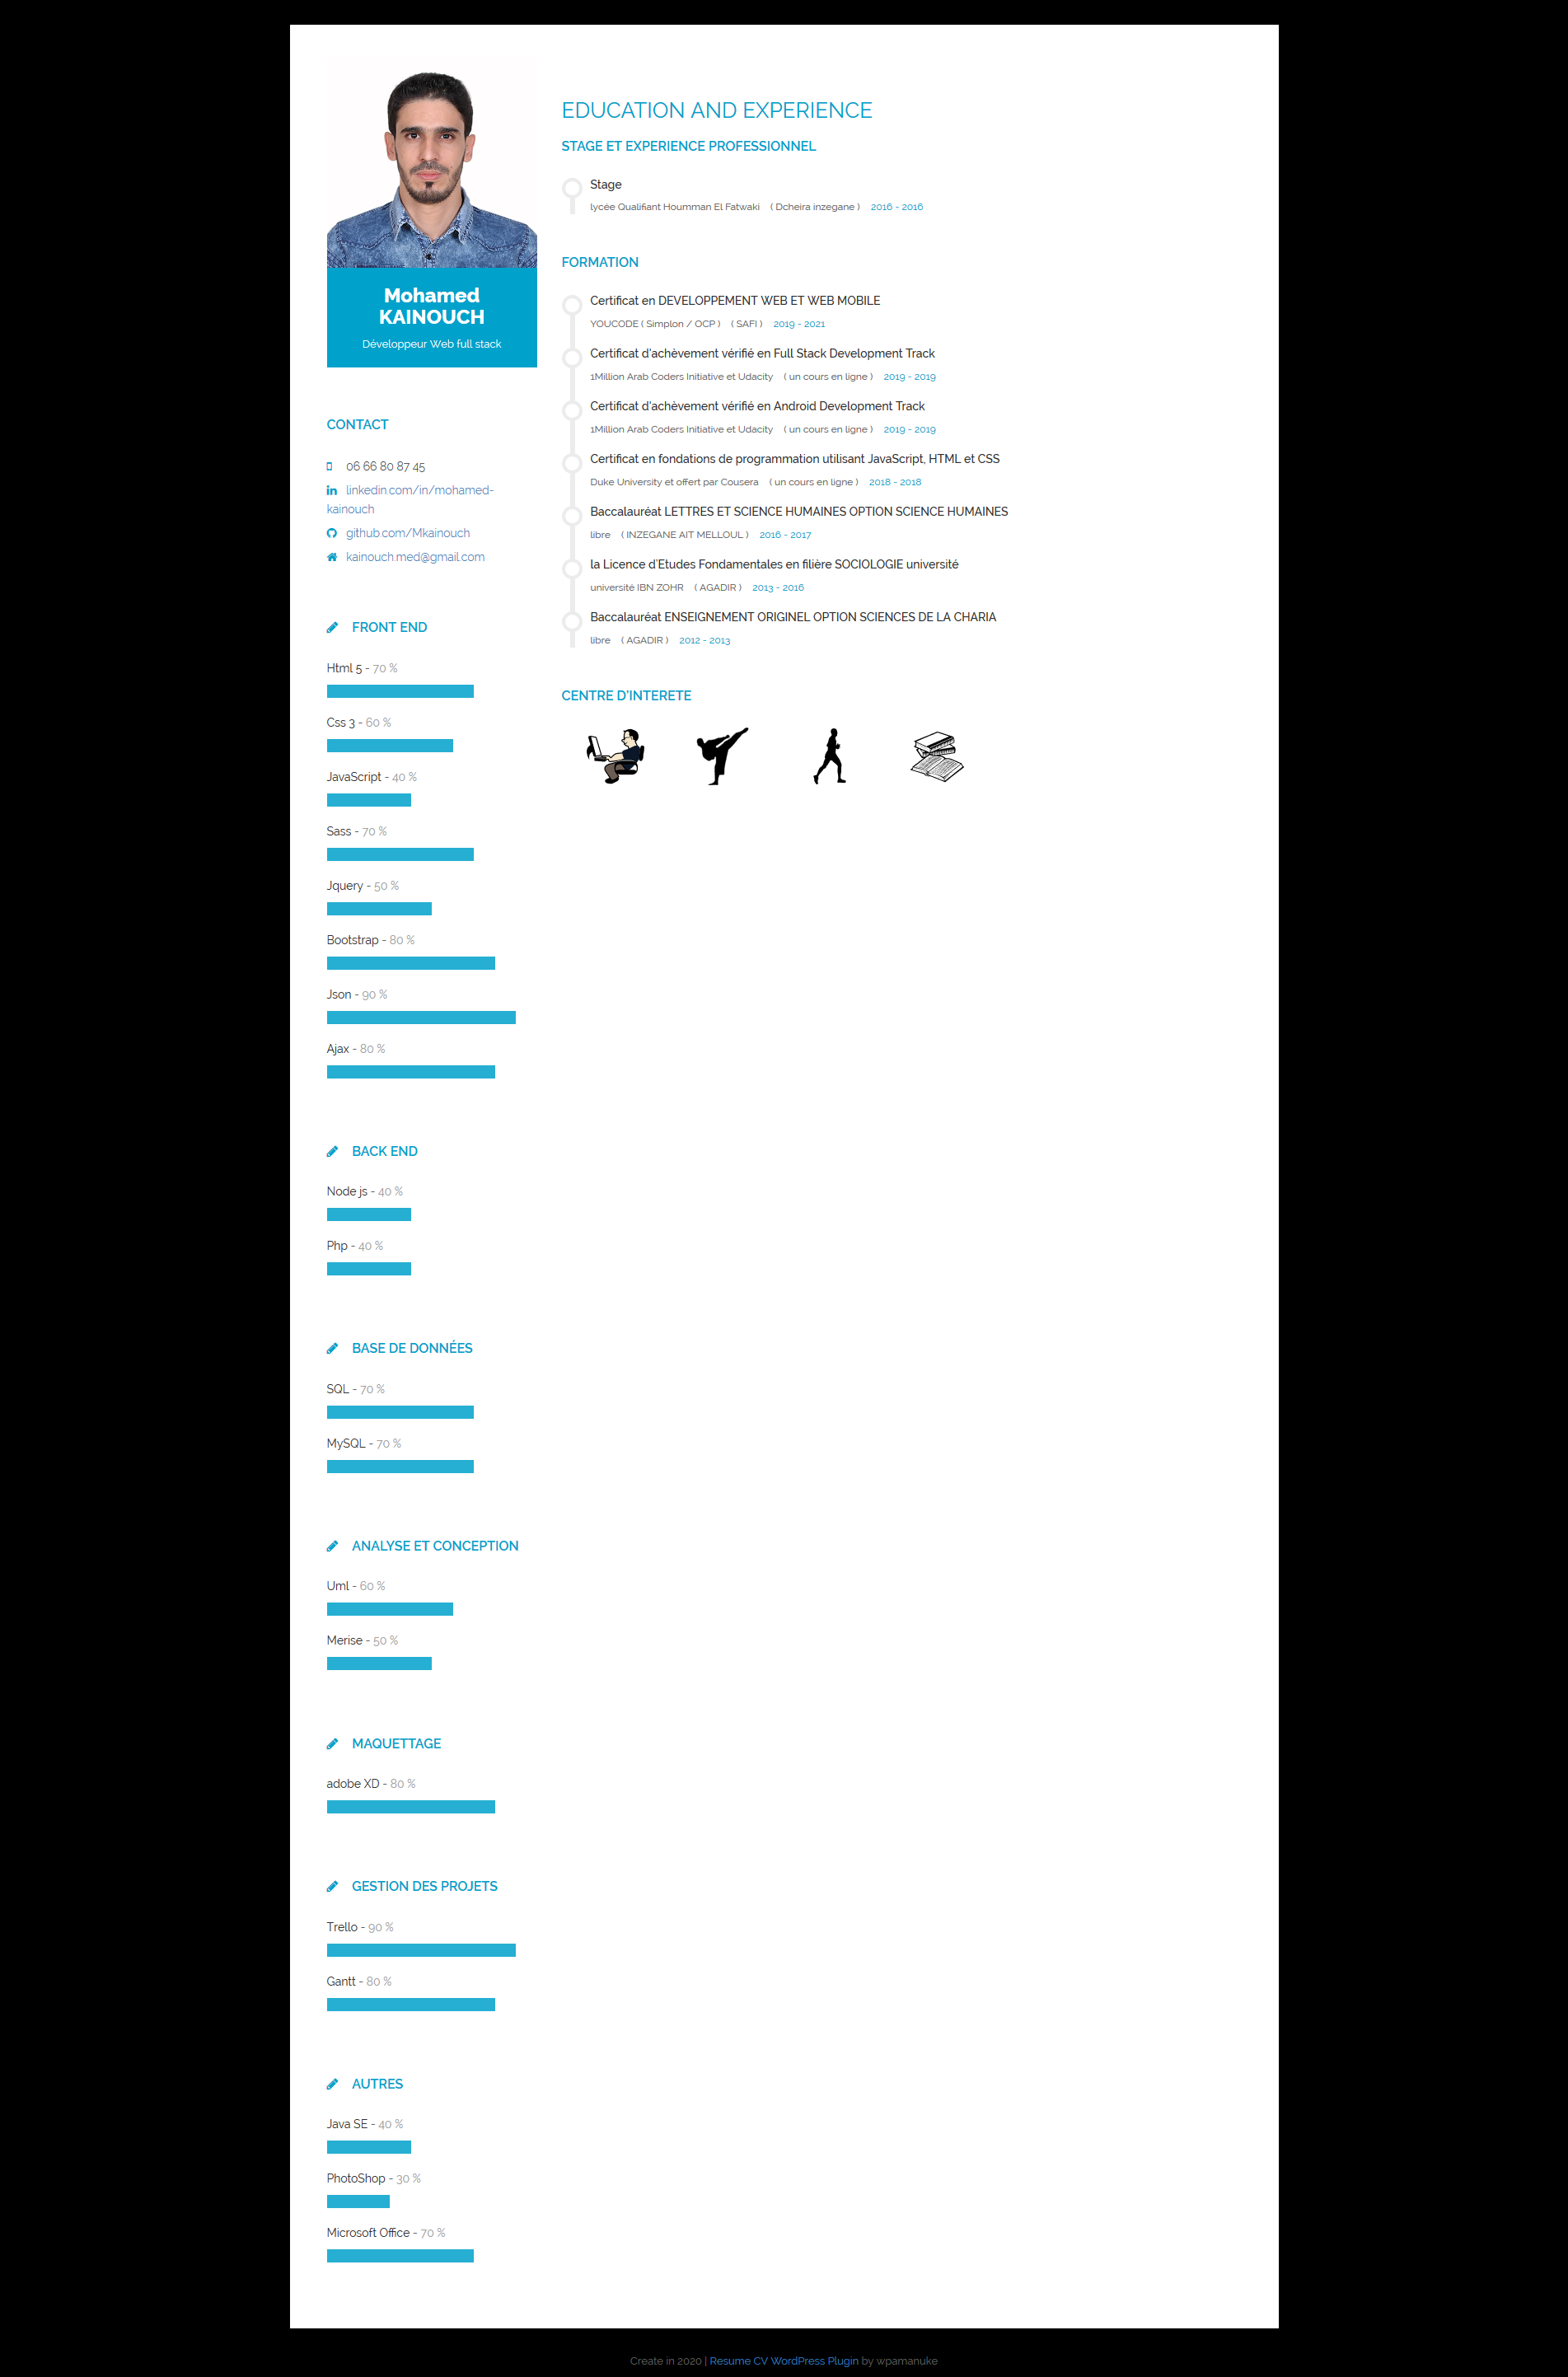 Mohamed
KAINOUCH
Développeur Web full stack
CONTACT
06 66 80 87 45
linkedin.com/in/mohamed-
kainouch
github.com/Mkainouch
kainouch.med@gmail.com
FRONT END
Html 5 - 70 %
Css 3 - 60 %
JavaScript - 40 %
Sass - 70 %
Jquery - 50 %
Bootstrap - 80 %
Json - 90 %
Ajax - 80 %
BACK END
Node js - 40 %
Php - 40 %
BASE DE DONNÉES
SQL - 70 %
MySQL - 70 %
ANALYSE ET CONCEPTION
Uml - 60 %
Merise - 50 %
MAQUETTAGE
adobe XD - 80 %
GESTION DES PROJETS
Trello - 90 %
Gantt - 80 %
AUTRES
Java SE - 40 %
PhotoShop - 30 %
Microsoft Office - 70 %
EDUCATION AND EXPERIENCE
STAGE ET EXPERIENCE PROFESSIONNEL
Stage
lycée Qualifiant Houmman El Fatwaki ( Dcheira inzegane ) 2016 - 2016
FORMATION
Certificat en DEVELOPPEMENT WEB ET WEB MOBILE
YOUCODE ( Simplon / OCP ) ( SAFI ) 2019 - 2021
Certificat d'achèvement vérifié en Full Stack Development Track
1Million Arab Coders Initiative et Udacity ( un cours en ligne ) 2019 - 2019
Certificat d'achèvement vérifié en Android Development Track
1Million Arab Coders Initiative et Udacity ( un cours en ligne ) 2019 - 2019
Certificat en fondations de programmation utilisant JavaScript, HTML et CSS
Duke University et offert par Cousera ( un cours en ligne ) 2018 - 2018
Baccalauréat LETTRES ET SCIENCE HUMAINES OPTION SCIENCE HUMAINES
libre ( INZEGANE AIT MELLOUL ) 2016 - 2017
la Licence d'Etudes Fondamentales en filière SOCIOLOGIE université
université IBN ZOHR ( AGADIR ) 2013 - 2016
Baccalauréat ENSEIGNEMENT ORIGINEL OPTION SCIENCES DE LA CHARIA
libre ( AGADIR ) 2012 - 2013
CENTRE D'INTERETE
Create in 2020 | Resume CV WordPress Plugin by wpamanuke